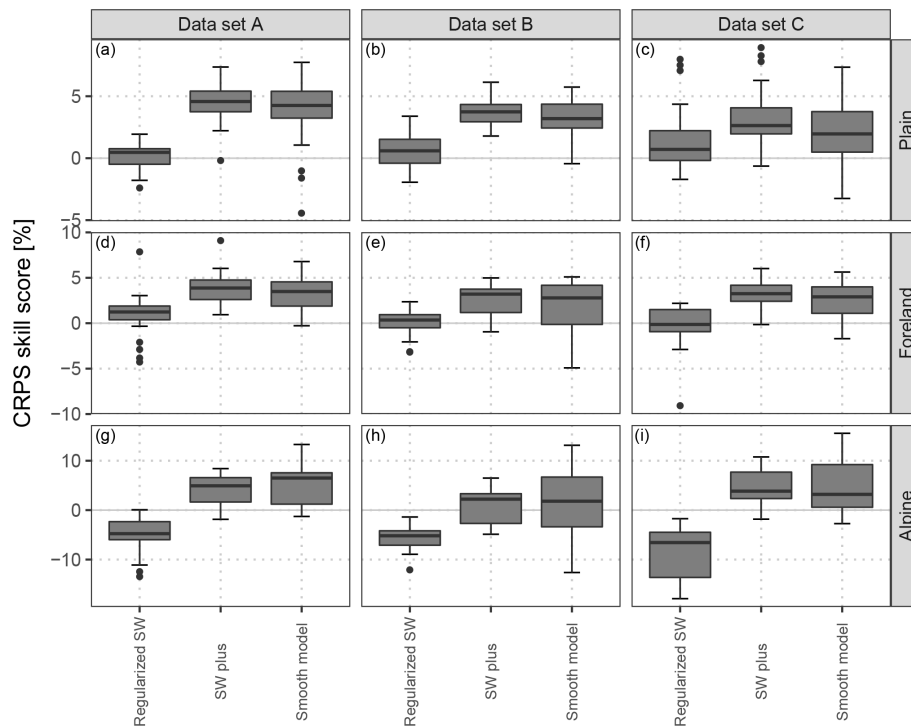 Data set A
Data set B
Data set C
(a)
(b)
(c)
5
0
−5
Plain
10
(d)
(e)
(f)
5
0
−5
−10
Foreland
CRPS skill score [%]
(g)
(h)
(i)
10
0
−10
Alpine
Regularized SW
SW plus
Smooth model
Regularized SW
SW plus
Smooth model
Regularized SW
SW plus
Smooth model